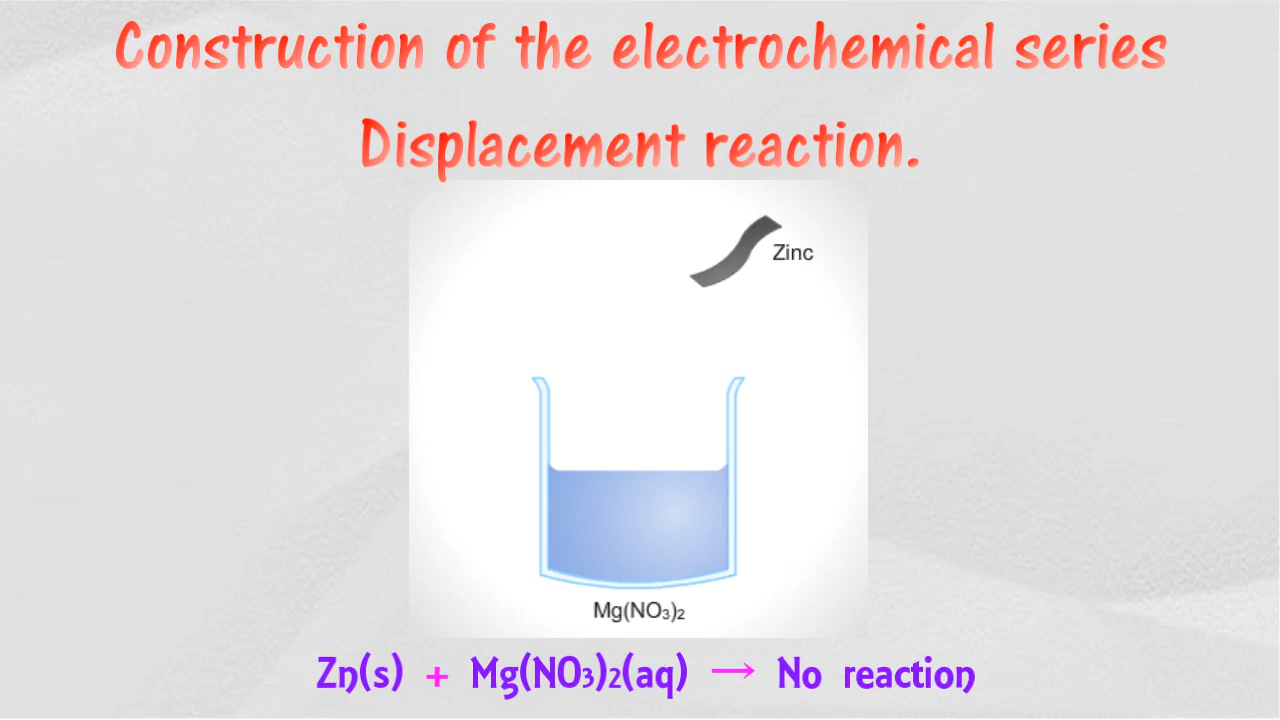 Construction of the electrochemical series
Displacement reaction.
Zinc
Mg(NO₃)₂
Zn(s) + Mg(NO₃)₂(aq) → No reaction